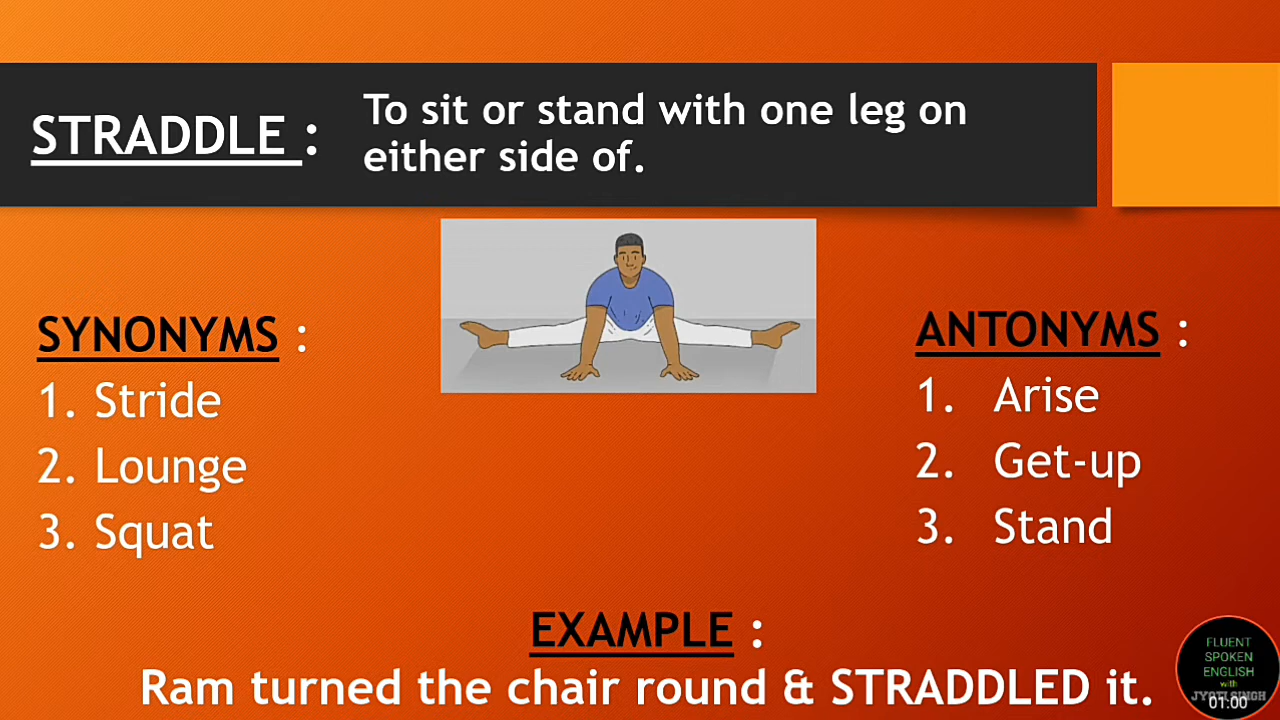 STRADDLE :
To sit or stand with one leg on
either side of.
SYNONYMS :
1. Stride
2. Lounge
3. Squat
ANTONYMS :
1. Arise
2. Get-up
3. Stand
EXAMPLE :
Ram turned the chair round & STRADDLED it.
FLUENT
SPOKEN
ENGLISH
with
JYOTI SINGH
01:00